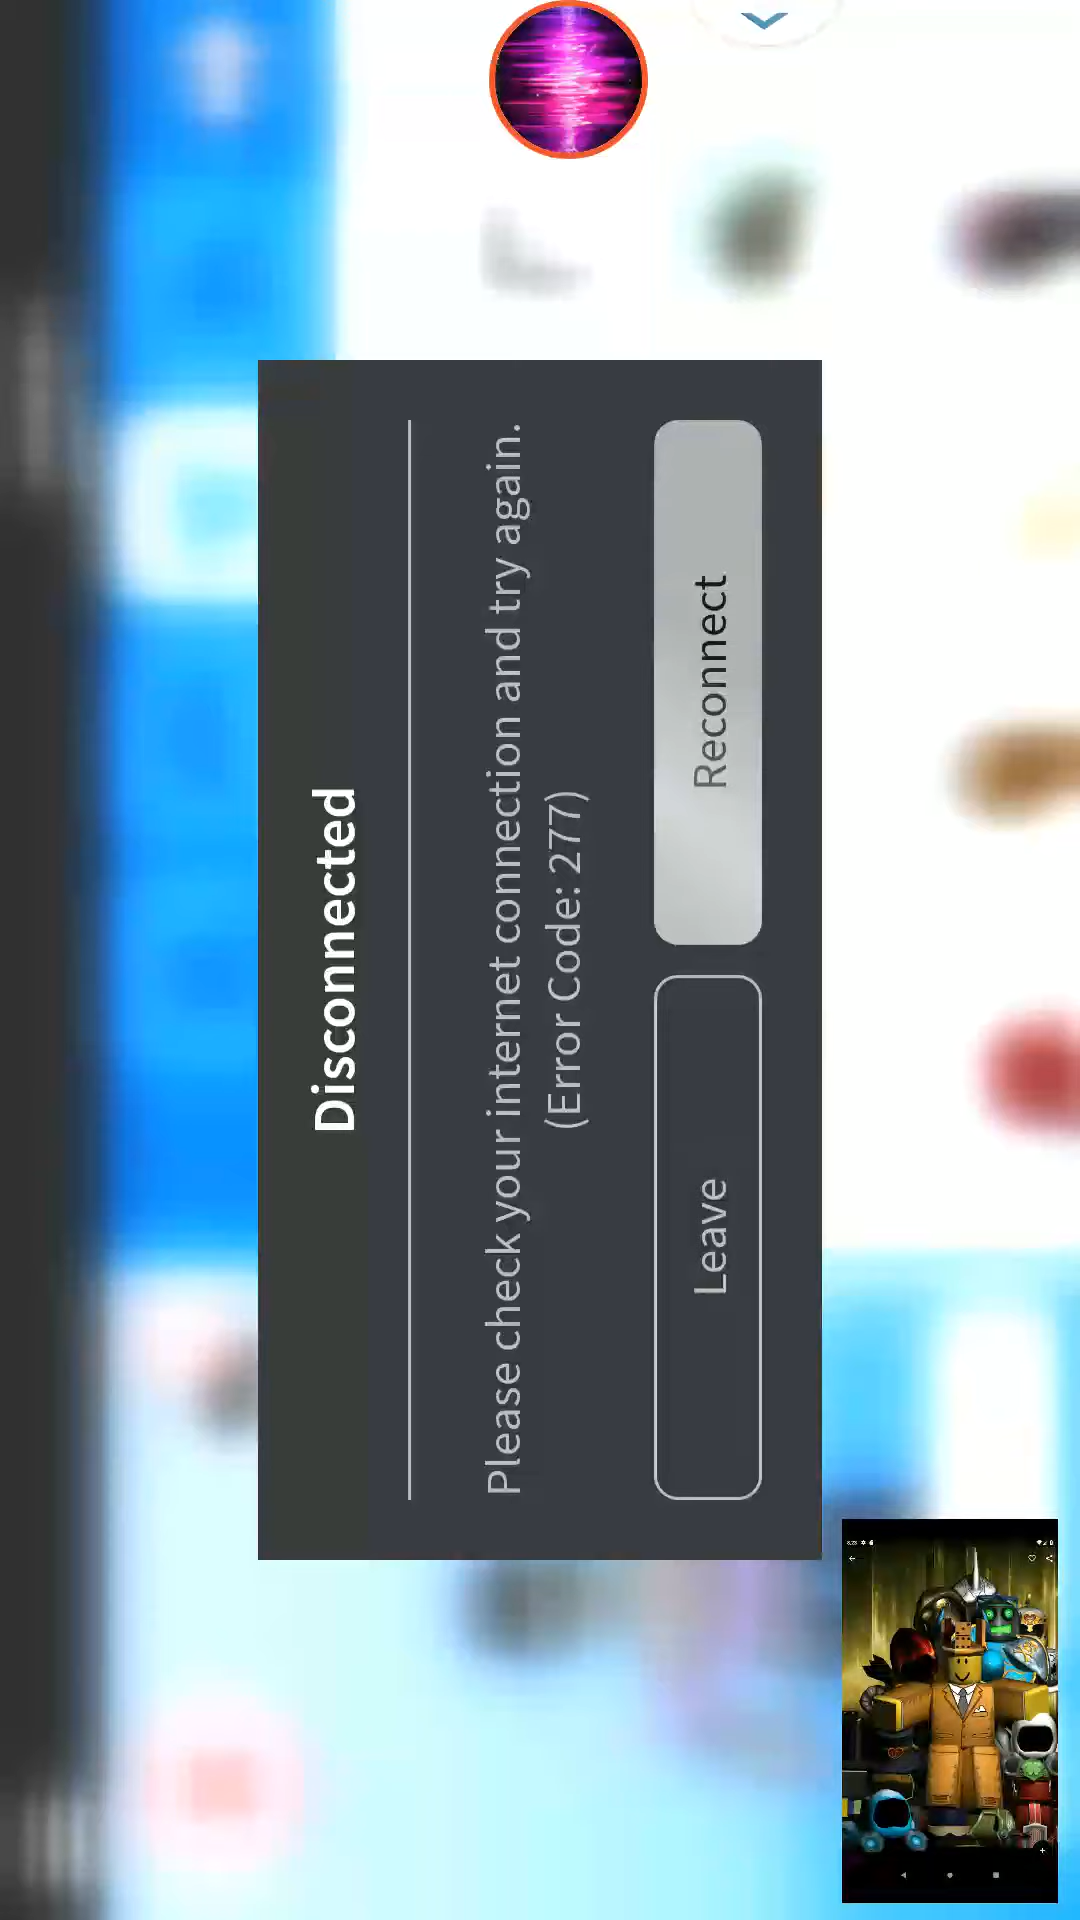 Disconnected
Please check your internet connection and try again.
(Error Code: 277)
Leave
Reconnect